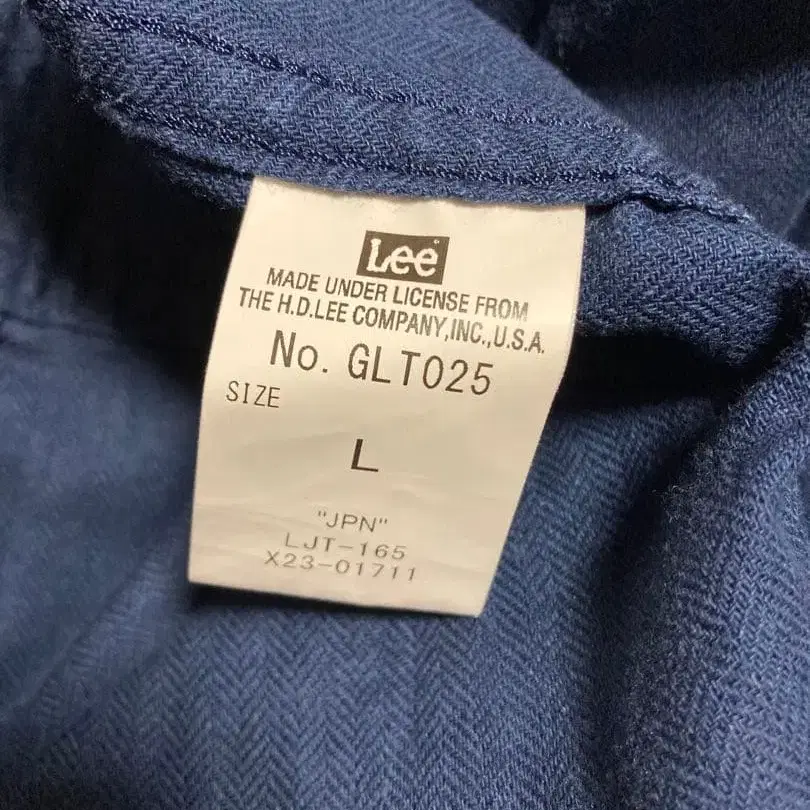 Lee
MADE UNDER LICENSE FROM
THE H.D.LEE COMPANY,INC.,U.S.A.
No. GLT025
SIZE
L
"JPN"
LJT-165
X23-01711